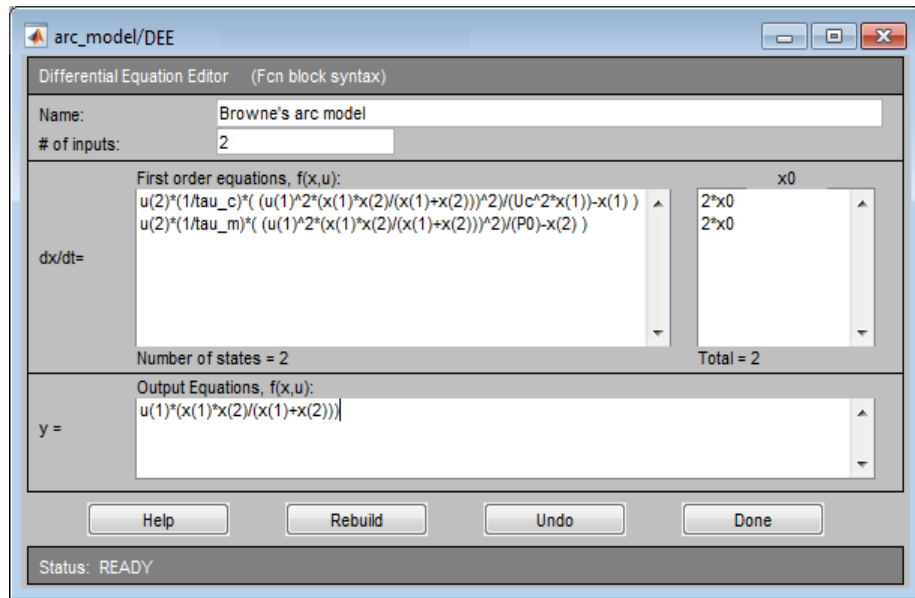 arc_model/DEE
Differential Equation Editor (Fcn block syntax)
Name: Browne's arc model
# of inputs: 2
First order equations, f(x,u): x0
u(2)*(1/tau_c)*( (u(1)^2*(x(1)*x(2)/(x(1)+x(2)))^2)/(Uc^2*x(1))-x(1) ) 2*x0
u(2)*(1/tau_m)*( (u(1)^2*(x(1)*x(2)/(x(1)+x(2)))^2)/(P0)-x(2) ) 2*x0
dx/dt=
Number of states = 2 Total = 2
Output Equations, f(x,u):
u(1)*(x(1)*x(2)/(x(1)+x(2)))
y =
Help Rebuild Undo Done
Status: READY